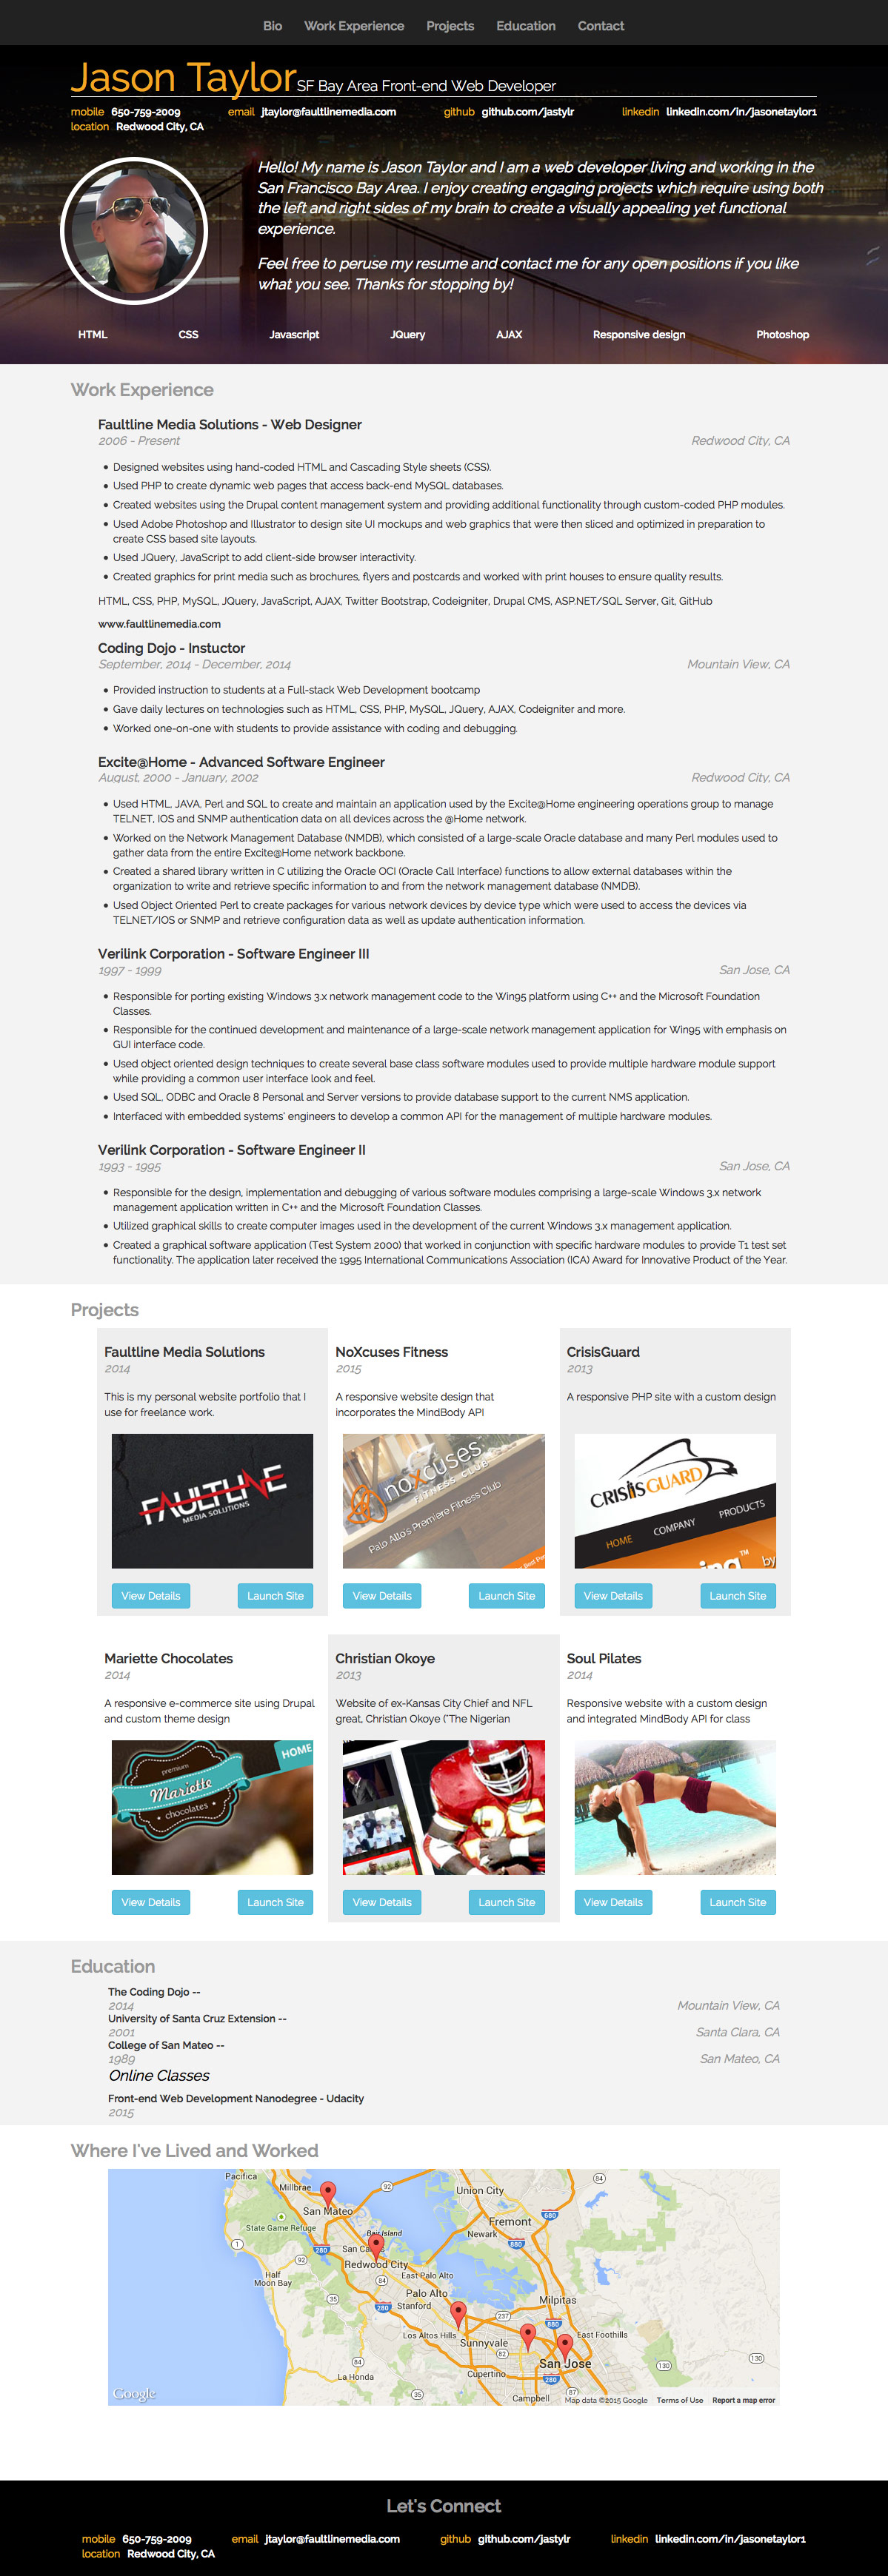 Bio Work Experience Projects Education Contact
Jason Taylor SF Bay Area Front-end Web Developer
mobile 650-759-2009 email jtaylor@faultlinemedia.com github github.com/jastylr linkedin linkedin.com/in/jasonetaylor1
location Redwood City, CA
Hello! My name is Jason Taylor and I am a web developer living and working in the
San Francisco Bay Area. I enjoy creating engaging projects which require using both
the left and right sides of my brain to create a visually appealing yet functional
experience.
Feel free to peruse my resume and contact me for any open positions if you like
what you see. Thanks for stopping by!
HTML CSS Javascript JQuery AJAX Responsive design Photoshop
Work Experience
Faultline Media Solutions - Web Designer
2006 - Present Redwood City, CA
• Designed websites using hand-coded HTML and Cascading Style sheets (CSS).
• Used PHP to create dynamic web pages that access back-end MySQL databases.
• Created websites using the Drupal content management system and providing additional functionality through custom-coded PHP modules.
• Used Adobe Photoshop and Illustrator to design site UI mockups and web graphics that were then sliced and optimized in preparation to
create CSS based site layouts.
• Used JQuery, JavaScript to add client-side browser interactivity.
• Created graphics for print media such as brochures, flyers and postcards and worked with print houses to ensure quality results.
HTML, CSS, PHP, MySQL, JQuery, JavaScript, AJAX, Twitter Bootstrap, Codeigniter, Drupal CMS, ASP.NET/SQL Server, Git, GitHub
www.faultlinemedia.com
Coding Dojo - Instuctor
September, 2014 - December, 2014 Mountain View, CA
• Provided instruction to students at a Full-stack Web Development bootcamp
• Gave daily lectures on technologies such as HTML, CSS, PHP, MySQL, JQuery, AJAX, Codeigniter and more.
• Worked one-on-one with students to provide assistance with coding and debugging.
Excite@Home - Advanced Software Engineer
August, 2000 - January, 2002 Redwood City, CA
• Used HTML, JAVA, Perl and SQL to create and maintain an application used by the Excite@Home engineering operations group to manage
TELNET, IOS and SNMP authentication data on all devices across the @Home network.
• Worked on the Network Management Database (NMDB), which consisted of a large-scale Oracle database and many Perl modules used to
gather data from the entire Excite@Home network backbone.
• Created a shared library written in C utilizing the Oracle OCI (Oracle Call Interface) functions to allow external databases within the
organization to write and retrieve specific information to and from the network management database (NMDB).
• Used Object Oriented Perl to create packages for various network devices by device type which were used to access the devices via
TELNET/IOS or SNMP and retrieve configuration data as well as update authentication information.
Verilink Corporation - Software Engineer III
1997 - 1999 San Jose, CA
• Responsible for porting existing Windows 3.x network management code to the Win95 platform using C++ and the Microsoft Foundation
Classes.
• Responsible for the continued development and maintenance of a large-scale network management application for Win95 with emphasis on
GUI interface code.
• Used object oriented design techniques to create several base class software modules used to provide multiple hardware module support
while providing a common user interface look and feel.
• Used SQL, ODBC and Oracle 8 Personal and Server versions to provide database support to the current NMS application.
• Interfaced with embedded systems' engineers to develop a common API for the management of multiple hardware modules.
Verilink Corporation - Software Engineer II
1993 - 1995 San Jose, CA
• Responsible for the design, implementation and debugging of various software modules comprising a large-scale Windows 3.x network
management application written in C++ and the Microsoft Foundation Classes.
• Utilized graphical skills to create computer images used in the development of the current Windows 3.x management application.
• Created a graphical software application (Test System 2000) that worked in conjunction with specific hardware modules to provide T1 test set
functionality. The application later received the 1995 International Communications Association (ICA) Award for Innovative Product of the Year.
Projects
Faultline Media Solutions NoXcuses Fitness CrisisGuard
2014 2015 2013
This is my personal website portfolio that I A responsive website design that A responsive PHP site with a custom design
use for freelance work. incorporates the MindBody API
FAULTLINE
MEDIA SOLUTIONS
noxcuses
FITNESS CLUB
Palo Alto's Premiere Fitness Club
CRISIS GUARD
HOME COMPANY PRODUCTS
ing™ by
View Details Launch Site View Details Launch Site View Details Launch Site
Mariette Chocolates Christian Okoye Soul Pilates
2014 2013 2014
A responsive e-commerce site using Drupal Website of ex-Kansas City Chief and NFL Responsive website with a custom design
and custom theme design great, Christian Okoye ("The Nigerian and integrated MindBody API for class
HOME
premium
Mariette
chocolates
View Details Launch Site View Details Launch Site View Details Launch Site
Education
The Coding Dojo --
2014 Mountain View, CA
University of Santa Cruz Extension --
2001 Santa Clara, CA
College of San Mateo --
1989 San Mateo, CA
Online Classes
Front-end Web Development Nanodegree - Udacity
2015
Where I've Lived and Worked
Pacifica
Millbrae 92 Union City 84
San Mateo 680
State Game Refuge Fremont
Bair Island Newark
1 280 San Ca 880
92 Redwood City
Half Moon Bay 84 East Palo Alto
Palo Alto
35 280 Stanford Milpitas
237 880
Los Altos Hills Sunnyvale East Foothills
84 82 San Jose 130 130
La Honda Cupertino 280
35 87
Google Campbell Map data ©2015 Google Terms of Use Report a map error
Let's Connect
mobile 650-759-2009 email jtaylor@faultlinemedia.com github github.com/jastylr linkedin linkedin.com/in/jasonetaylor1
location Redwood City, CA